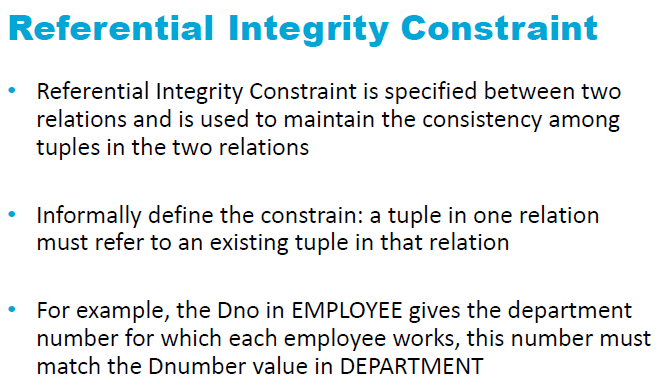 Referential Integrity Constraint
• Referential Integrity Constraint is specified between two
relations and is used to maintain the consistency among
tuples in the two relations
• Informally define the constrain: a tuple in one relation
must refer to an existing tuple in that relation
• For example, the Dno in EMPLOYEE gives the department
number for which each employee works, this number must
match the Dnumber value in DEPARTMENT